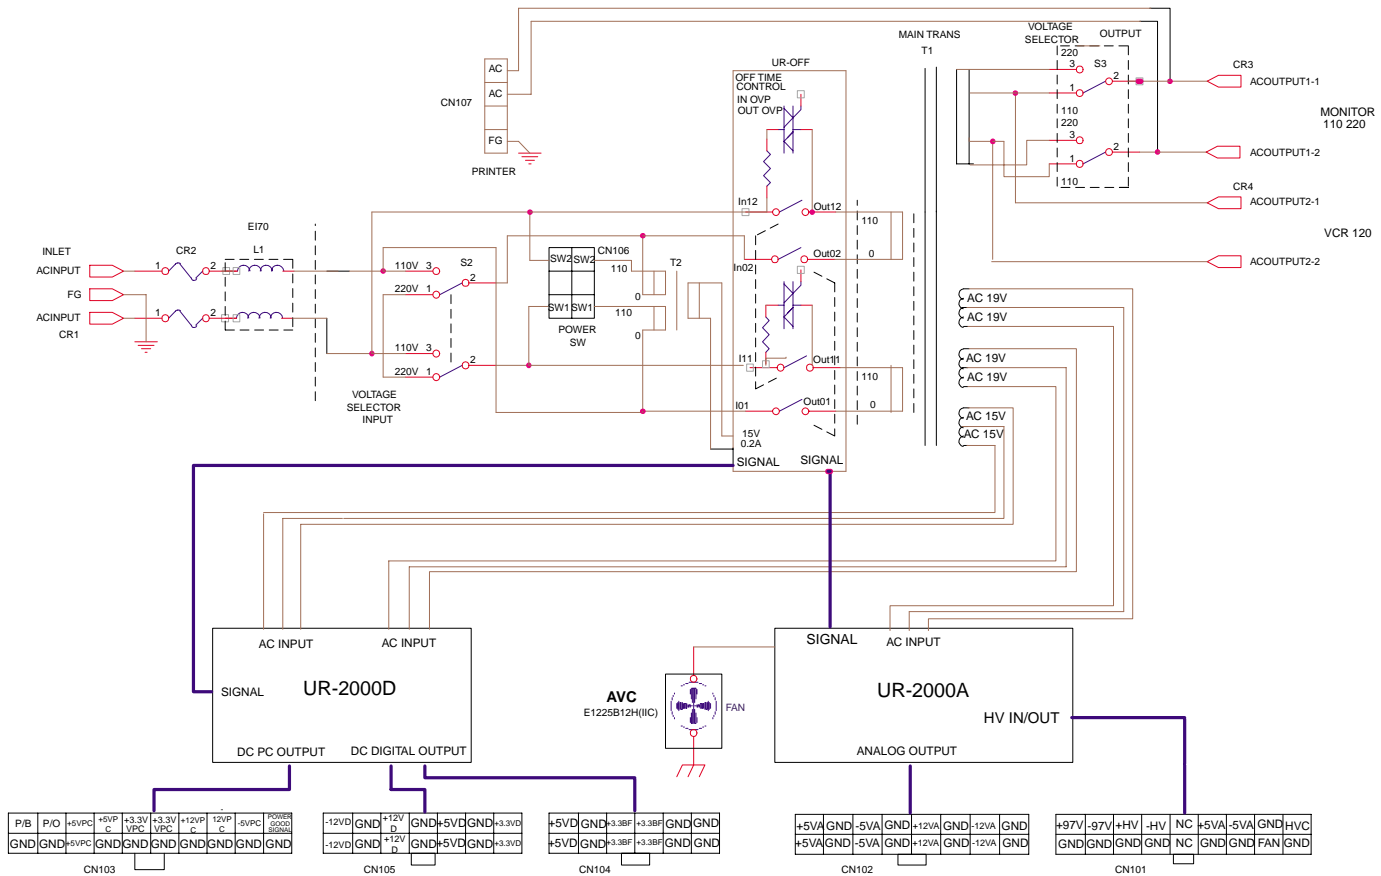 VOLTAGE
SELECTOR
OUTPUT
MAIN TRANS
T1
220
3
S3
2
1
110
220
3
2
1
110
CR3
ACOUTPUT1-1
MONITOR
110 220
ACOUTPUT1-2
CR4
ACOUTPUT2-1
VCR 120
ACOUTPUT2-2
AC
AC
CN107
FG
PRINTER
UR-OFF
OFF TIME
CONTROL
IN OVP
OUT OVP
In12
Out12
110
In02
Out02
0
I11
Out11
110
I01
Out01
0
15V
0.2A
SIGNAL
SIGNAL
EI70
L1
INLET
CR2
ACINPUT
1
2
FG
ACINPUT
1
2
CR1
110V
3
S2
220V
1
2
110V
3
220V
1
2
VOLTAGE
SELECTOR
INPUT
SW2
SW2
CN106
SW1
SW1
POWER
SW
110
0
110
0
T2
AC 19V
AC 19V
AC 19V
AC 19V
AC 15V
AC 15V
AC INPUT
AC INPUT
SIGNAL
UR-2000D
DC PC OUTPUT
DC DIGITAL OUTPUT
AVC
E1225B12H(IIC)
FAN
SIGNAL
AC INPUT
UR-2000A
HV IN/OUT
ANALOG OUTPUT
P/B P/O +5VPC +5VP C +3.3V VPC +3.3V VPC +12VP C 12VP C -5VPC POWER GOOD SIGNAL
GND GND +5VPC GND GND GND GND GND GND GND
CN103
-12VD GND +12V D GND +5VD GND +3.3VD
-12VD GND +12V D GND +5VD GND +3.3VD
CN105
+5VD GND +3.3BF +3.3BF GND GND
+5VD GND +3.3BF +3.3BF GND GND
CN104
+5VA GND -5VA GND +12VA GND -12VA GND
+5VA GND -5VA GND +12VA GND -12VA GND
CN102
+97V -97V +HV -HV NC +5VA -5VA GND HVC
GND GND GND GND NC GND GND FAN GND
CN101